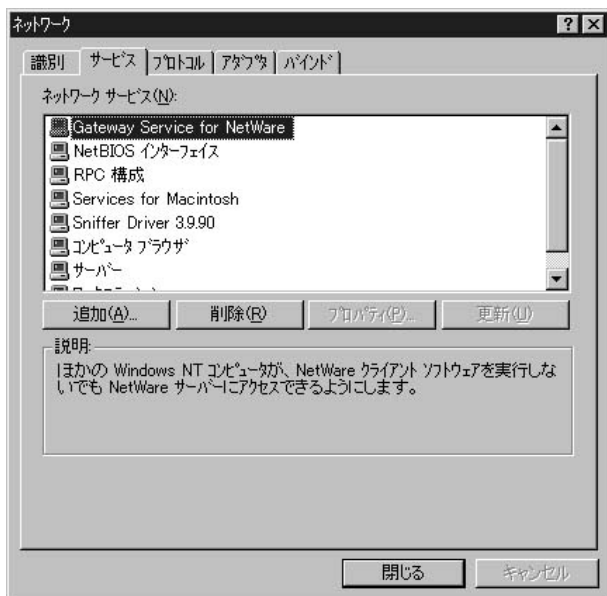 ネットワーク
識別 サービス プロトコル アダプタ バインド
ネットワーク サービス(N):
Gateway Service for NetWare
NetBIOS インターフェイス
RPC 構成
Services for Macintosh
Sniffer Driver 3.9.90
コンピュータ ブラウザ
サーバー
追加(A)... 削除(R) プロパティ(P)... 更新(U)
説明:
ほかの Windows NT コンピュータが、NetWare クライアント ソフトウェアを実行しな
いでも NetWare サーバーにアクセスできるようにします。
閉じる キャンセル